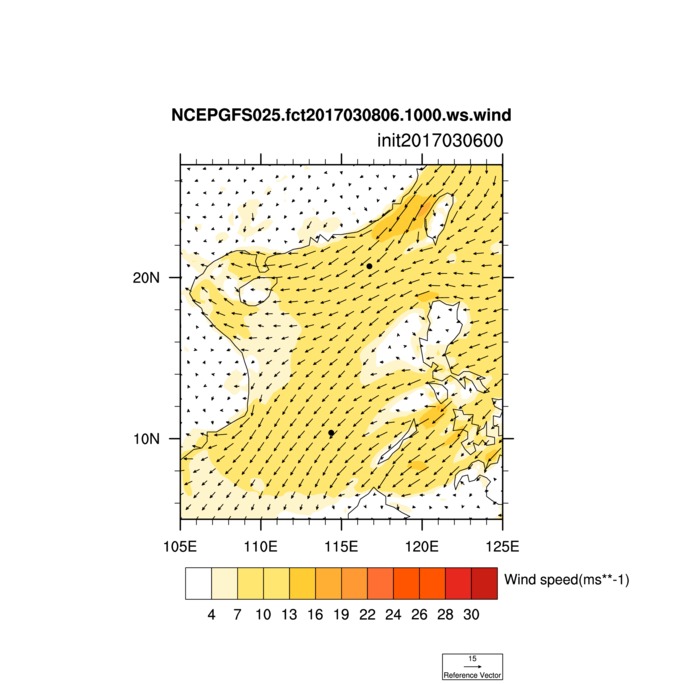 NCEPGFS025.fct2017030806.1000.ws.wind
init2017030600
20N
10N
105E 110E 115E 120E 125E
Wind speed(ms**-1)
4 7 10 13 16 19 22 24 26 28 30
15
Reference Vector